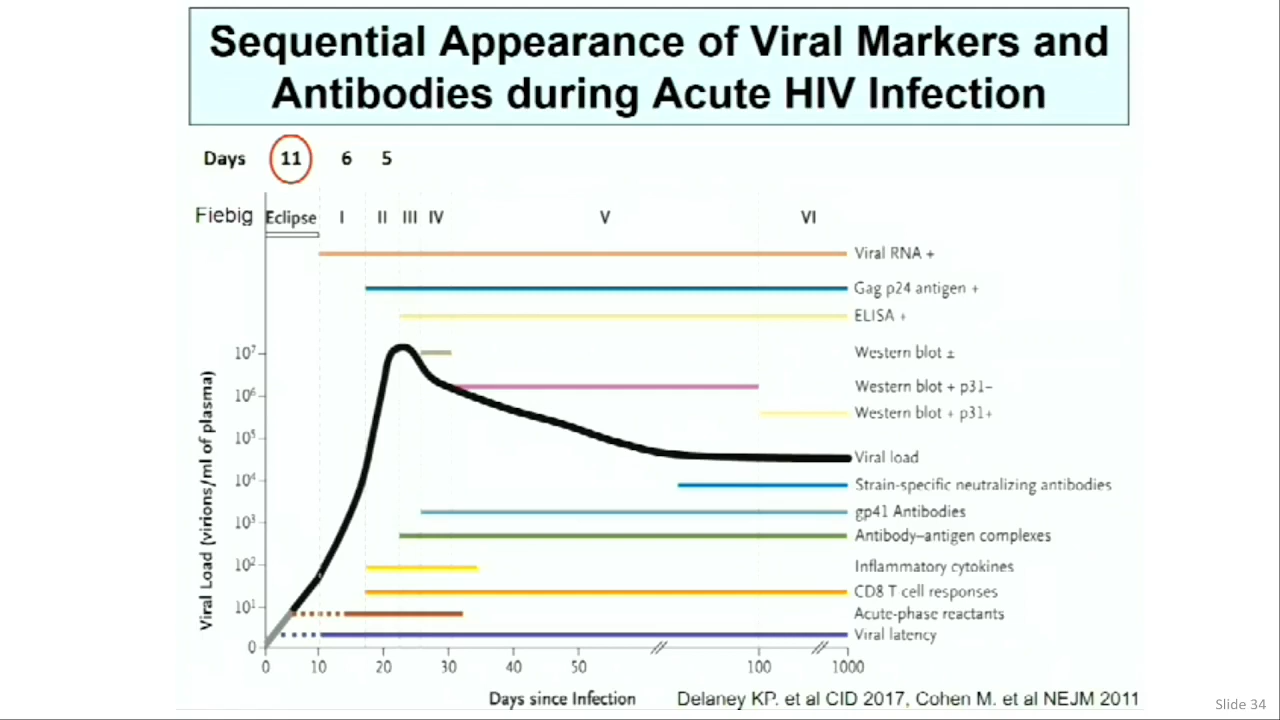 Sequential Appearance of Viral Markers and
Antibodies during Acute HIV Infection
Days 11 6 5
Fiebig Eclipse I II III IV V VI
Viral RNA +
Gag p24 antigen +
ELISA +
10⁷ Western blot ±
10⁶ Western blot + p31–
Western blot + p31+
10⁵
Viral load
10⁴ Strain-specific neutralizing antibodies
gp41 Antibodies
10³ Antibody–antigen complexes
10² Inflammatory cytokines
CD8 T cell responses
10¹ Acute-phase reactants
Viral latency
0
Viral Load (virions/ml of plasma)
0 10 20 30 40 50 100 1000
Days since Infection
Delaney KP. et al CID 2017, Cohen M. et al NEJM 2011
Slide 34